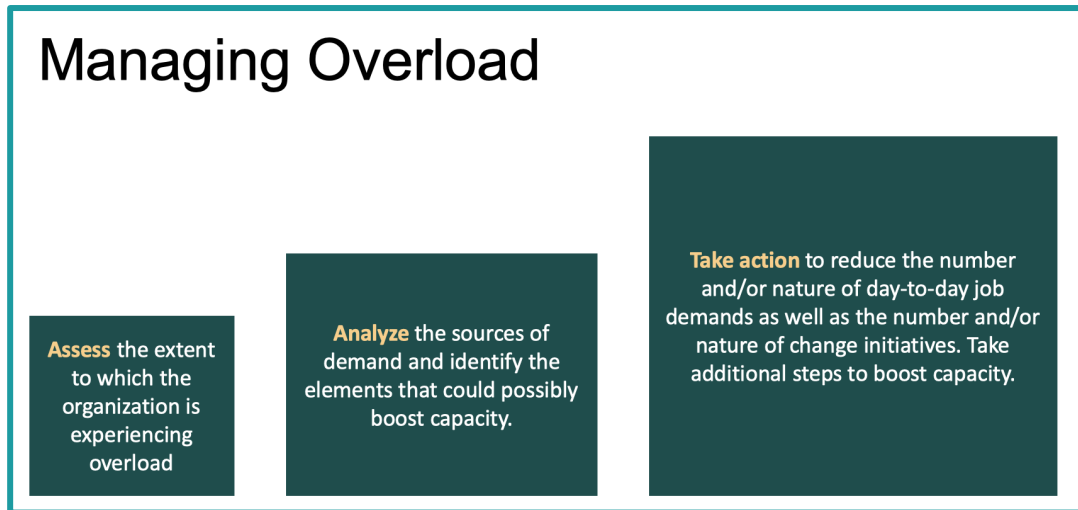 Managing Overload
Assess the extent
to which the
organization is
experiencing
overload
Analyze the sources of
demand and identify the
elements that could possibly
boost capacity.
Take action to reduce the number
and/or nature of day-to-day job
demands as well as the number and/or
nature of change initiatives. Take
additional steps to boost capacity.